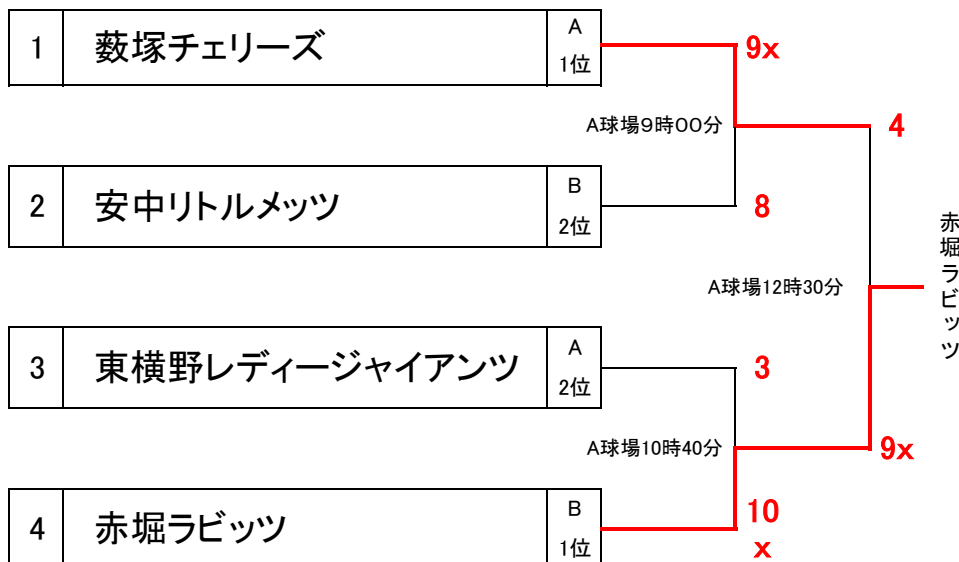 1 薮塚チェリーズ A 1位
9x
A球場9時00分
4
2 安中リトルメッツ B 2位
8
赤堀ラビッツ
A球場12時30分
3 東横野レディージャイアンツ A 2位
3
A球場10時40分
9x
4 赤堀ラビッツ B 1位
10
x